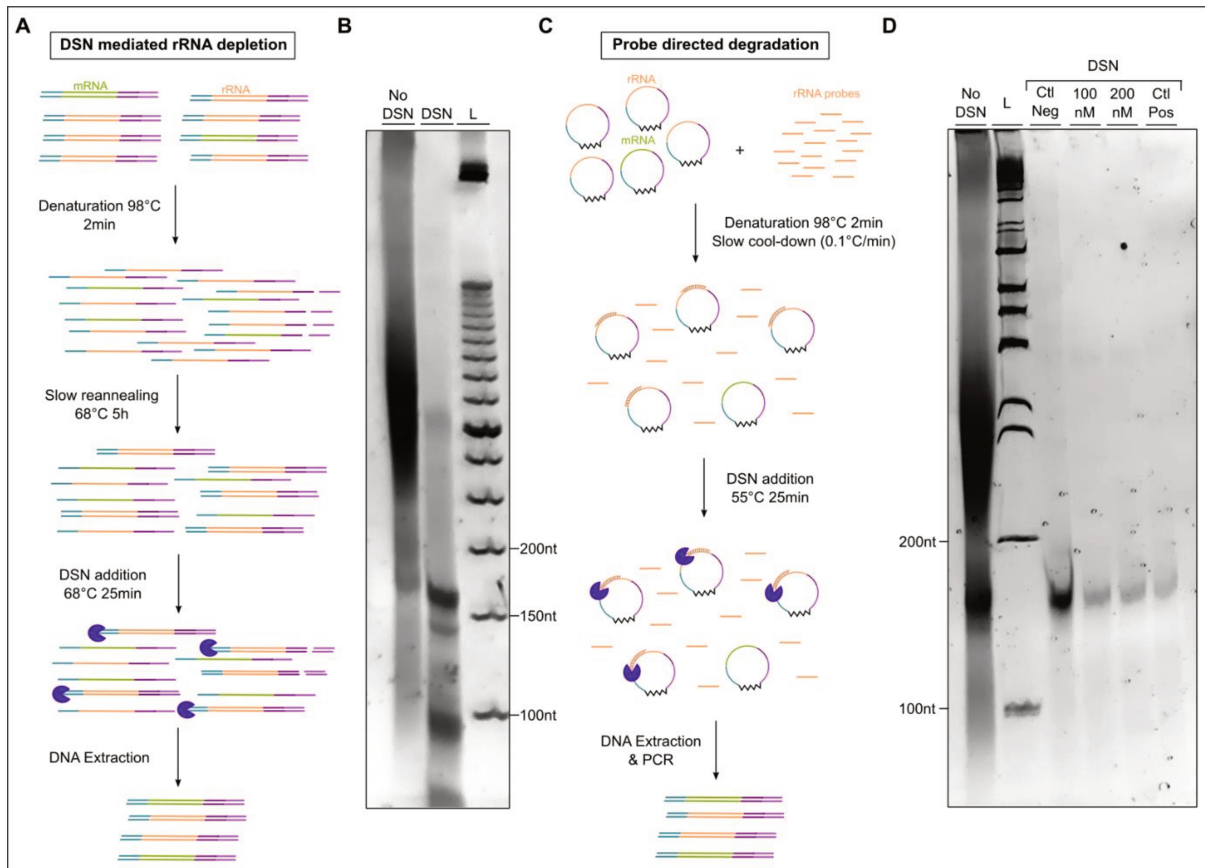 A
DSN mediated rRNA depletion
mRNA
rRNA
Denaturation 98°C
2min
Slow reannealing
68°C 5h
DSN addition
68°C 25min
DNA Extraction
B
No
DSN
DSN
L
200nt
150nt
100nt
C
Probe directed degradation
rRNA
mRNA
+
rRNA probes
Denaturation 98°C 2min
Slow cool-down (0.1°C/min)
DSN addition
55°C 25min
DNA Extraction
& PCR
D
DSN
No
DSN
L
Ctl
Neg
100
nM
200
nM
Ctl
Pos
200nt
100nt